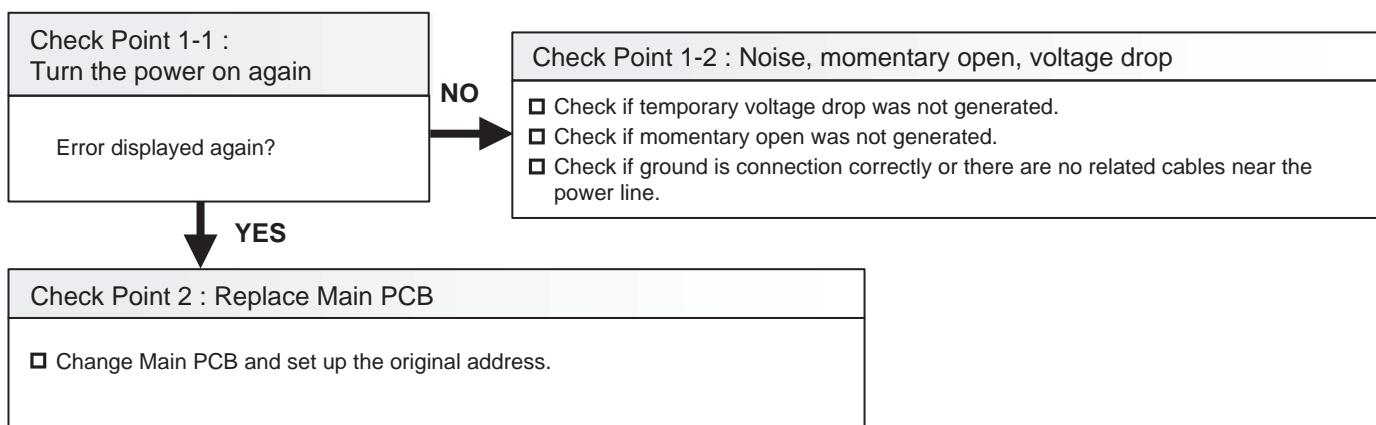 Check Point 1-1 :
Turn the power on again
Error displayed again?
NO
Check Point 1-2 : Noise, momentary open, voltage drop
Check if temporary voltage drop was not generated.
Check if momentary open was not generated.
Check if ground is connection correctly or there are no related cables near the
power line.
YES
Check Point 2 : Replace Main PCB
Change Main PCB and set up the original address.